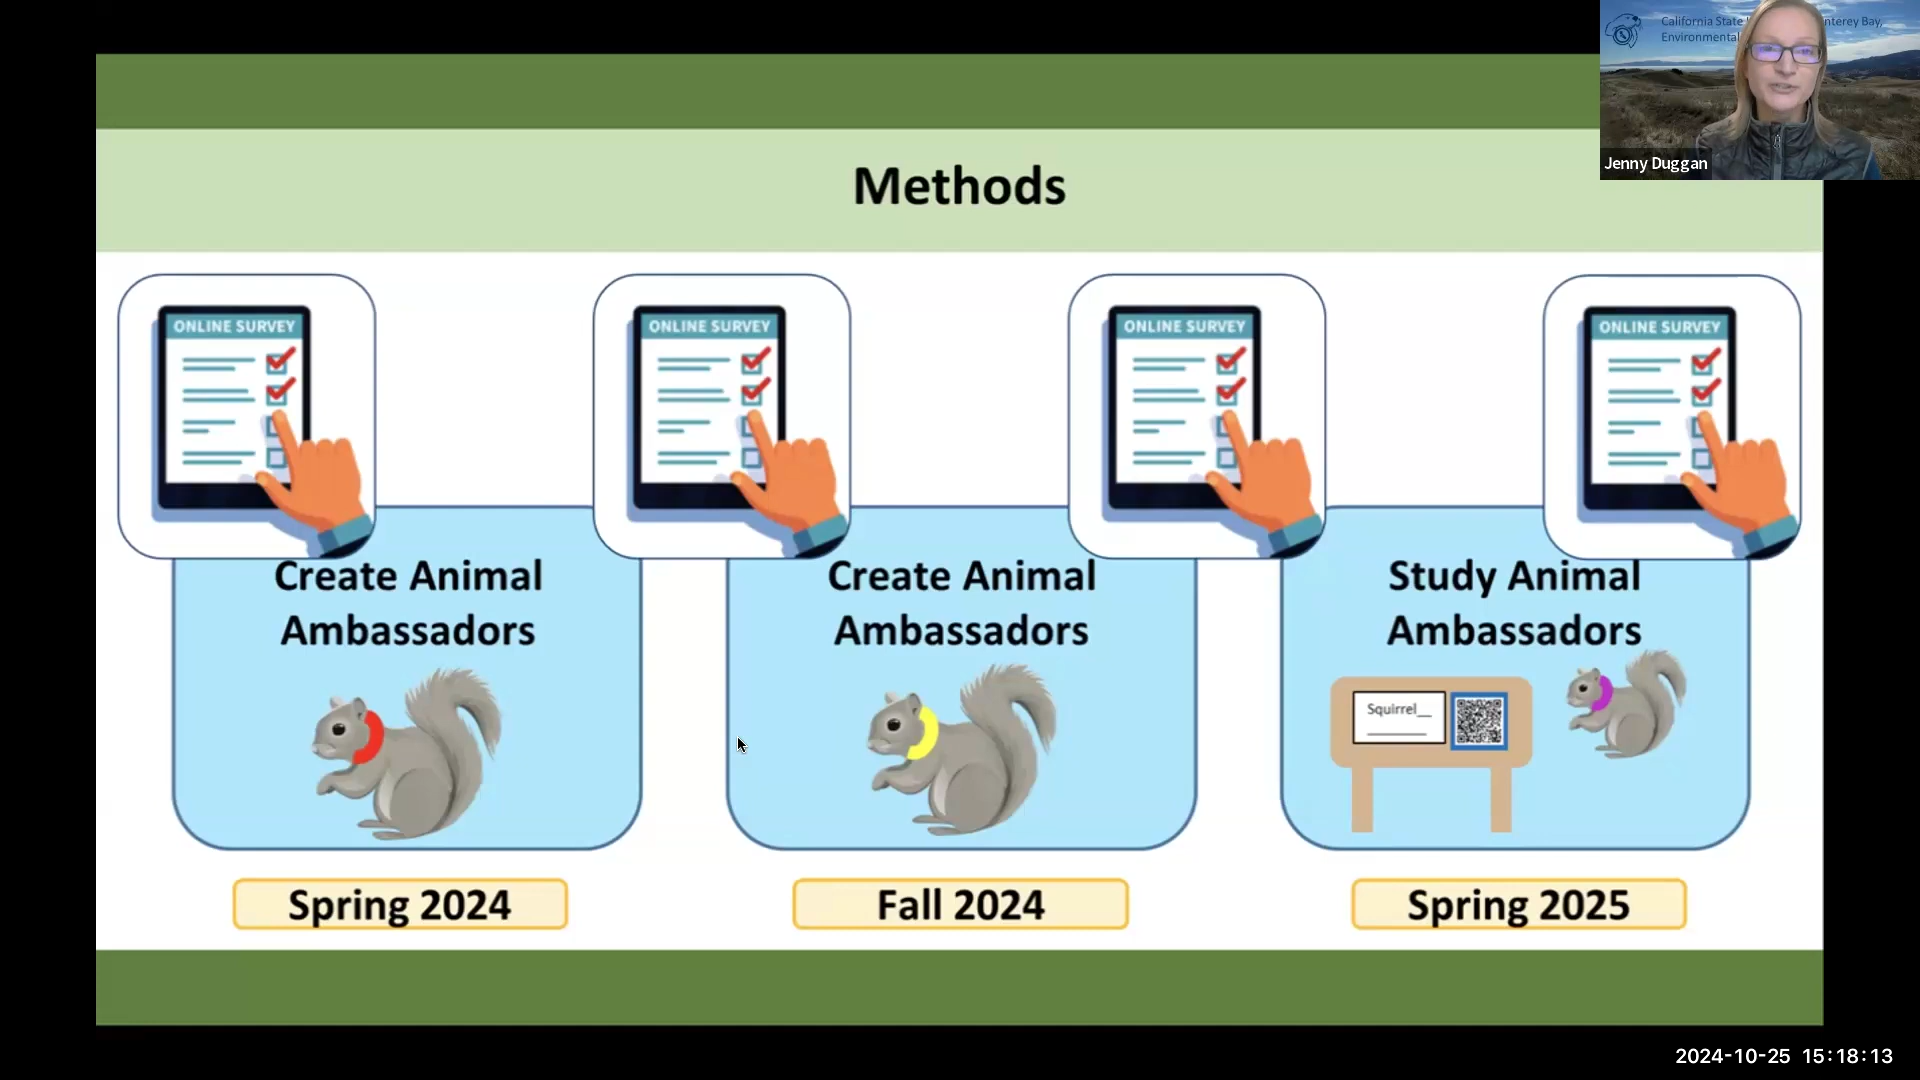 California State
nterey Bay,
Environmental
Jenny Duggan
Methods
ONLINE SURVEY
ONLINE SURVEY
ONLINE SURVEY
ONLINE SURVEY
Create Animal
Ambassadors
Create Animal
Ambassadors
Study Animal
Ambassadors
Squirrel__
Spring 2024
Fall 2024
Spring 2025
2024-10-25 15:18:13